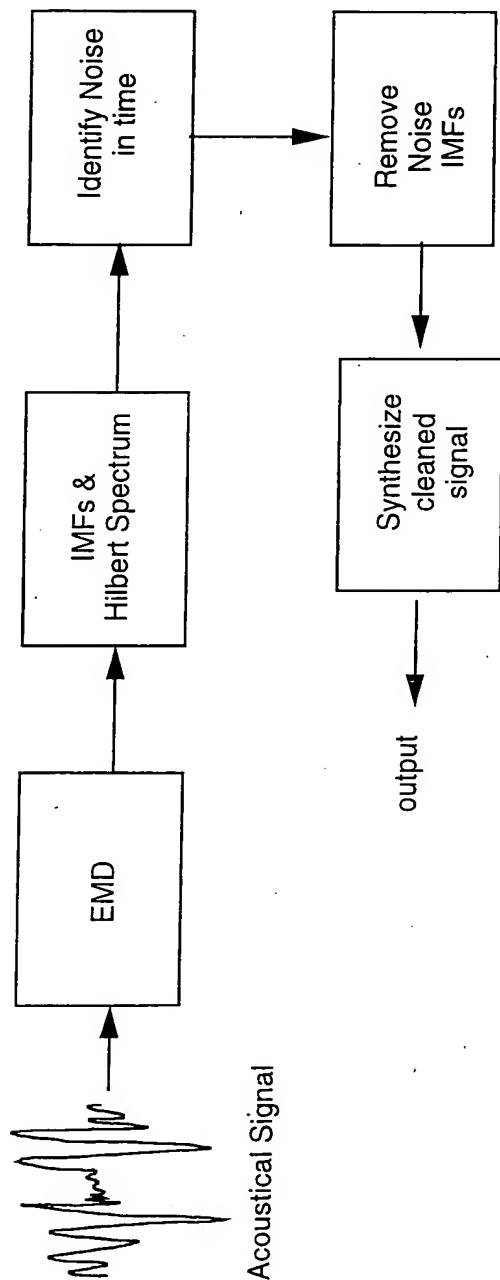 Acoustical Signal
EMD
IMFs &
Hilbert Spectrum
Identify Noise
in time
Remove
Noise
IMFs
Synthesize
cleaned
signal
output